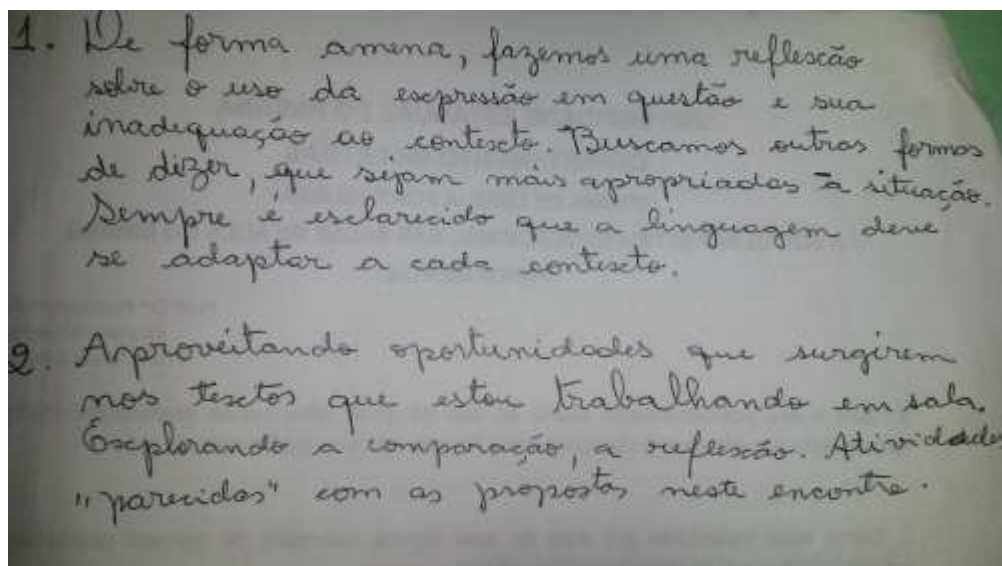 1. De forma amena, fazemos uma reflexão
sobre o uso da expressão em questão e sua
inadequação ao contexto. Buscamos outras formas
de dizer, que sejam mais apropriadas à situação.
Sempre é esclarecido que a linguagem deve
se adaptar a cada contexto.
2. Aproveitando oportunidades que surgirem
nos textos que estou trabalhando em sala.
Explorando a comparação, a reflexão. Atividades
"parecidas" com as propostas neste encontro.